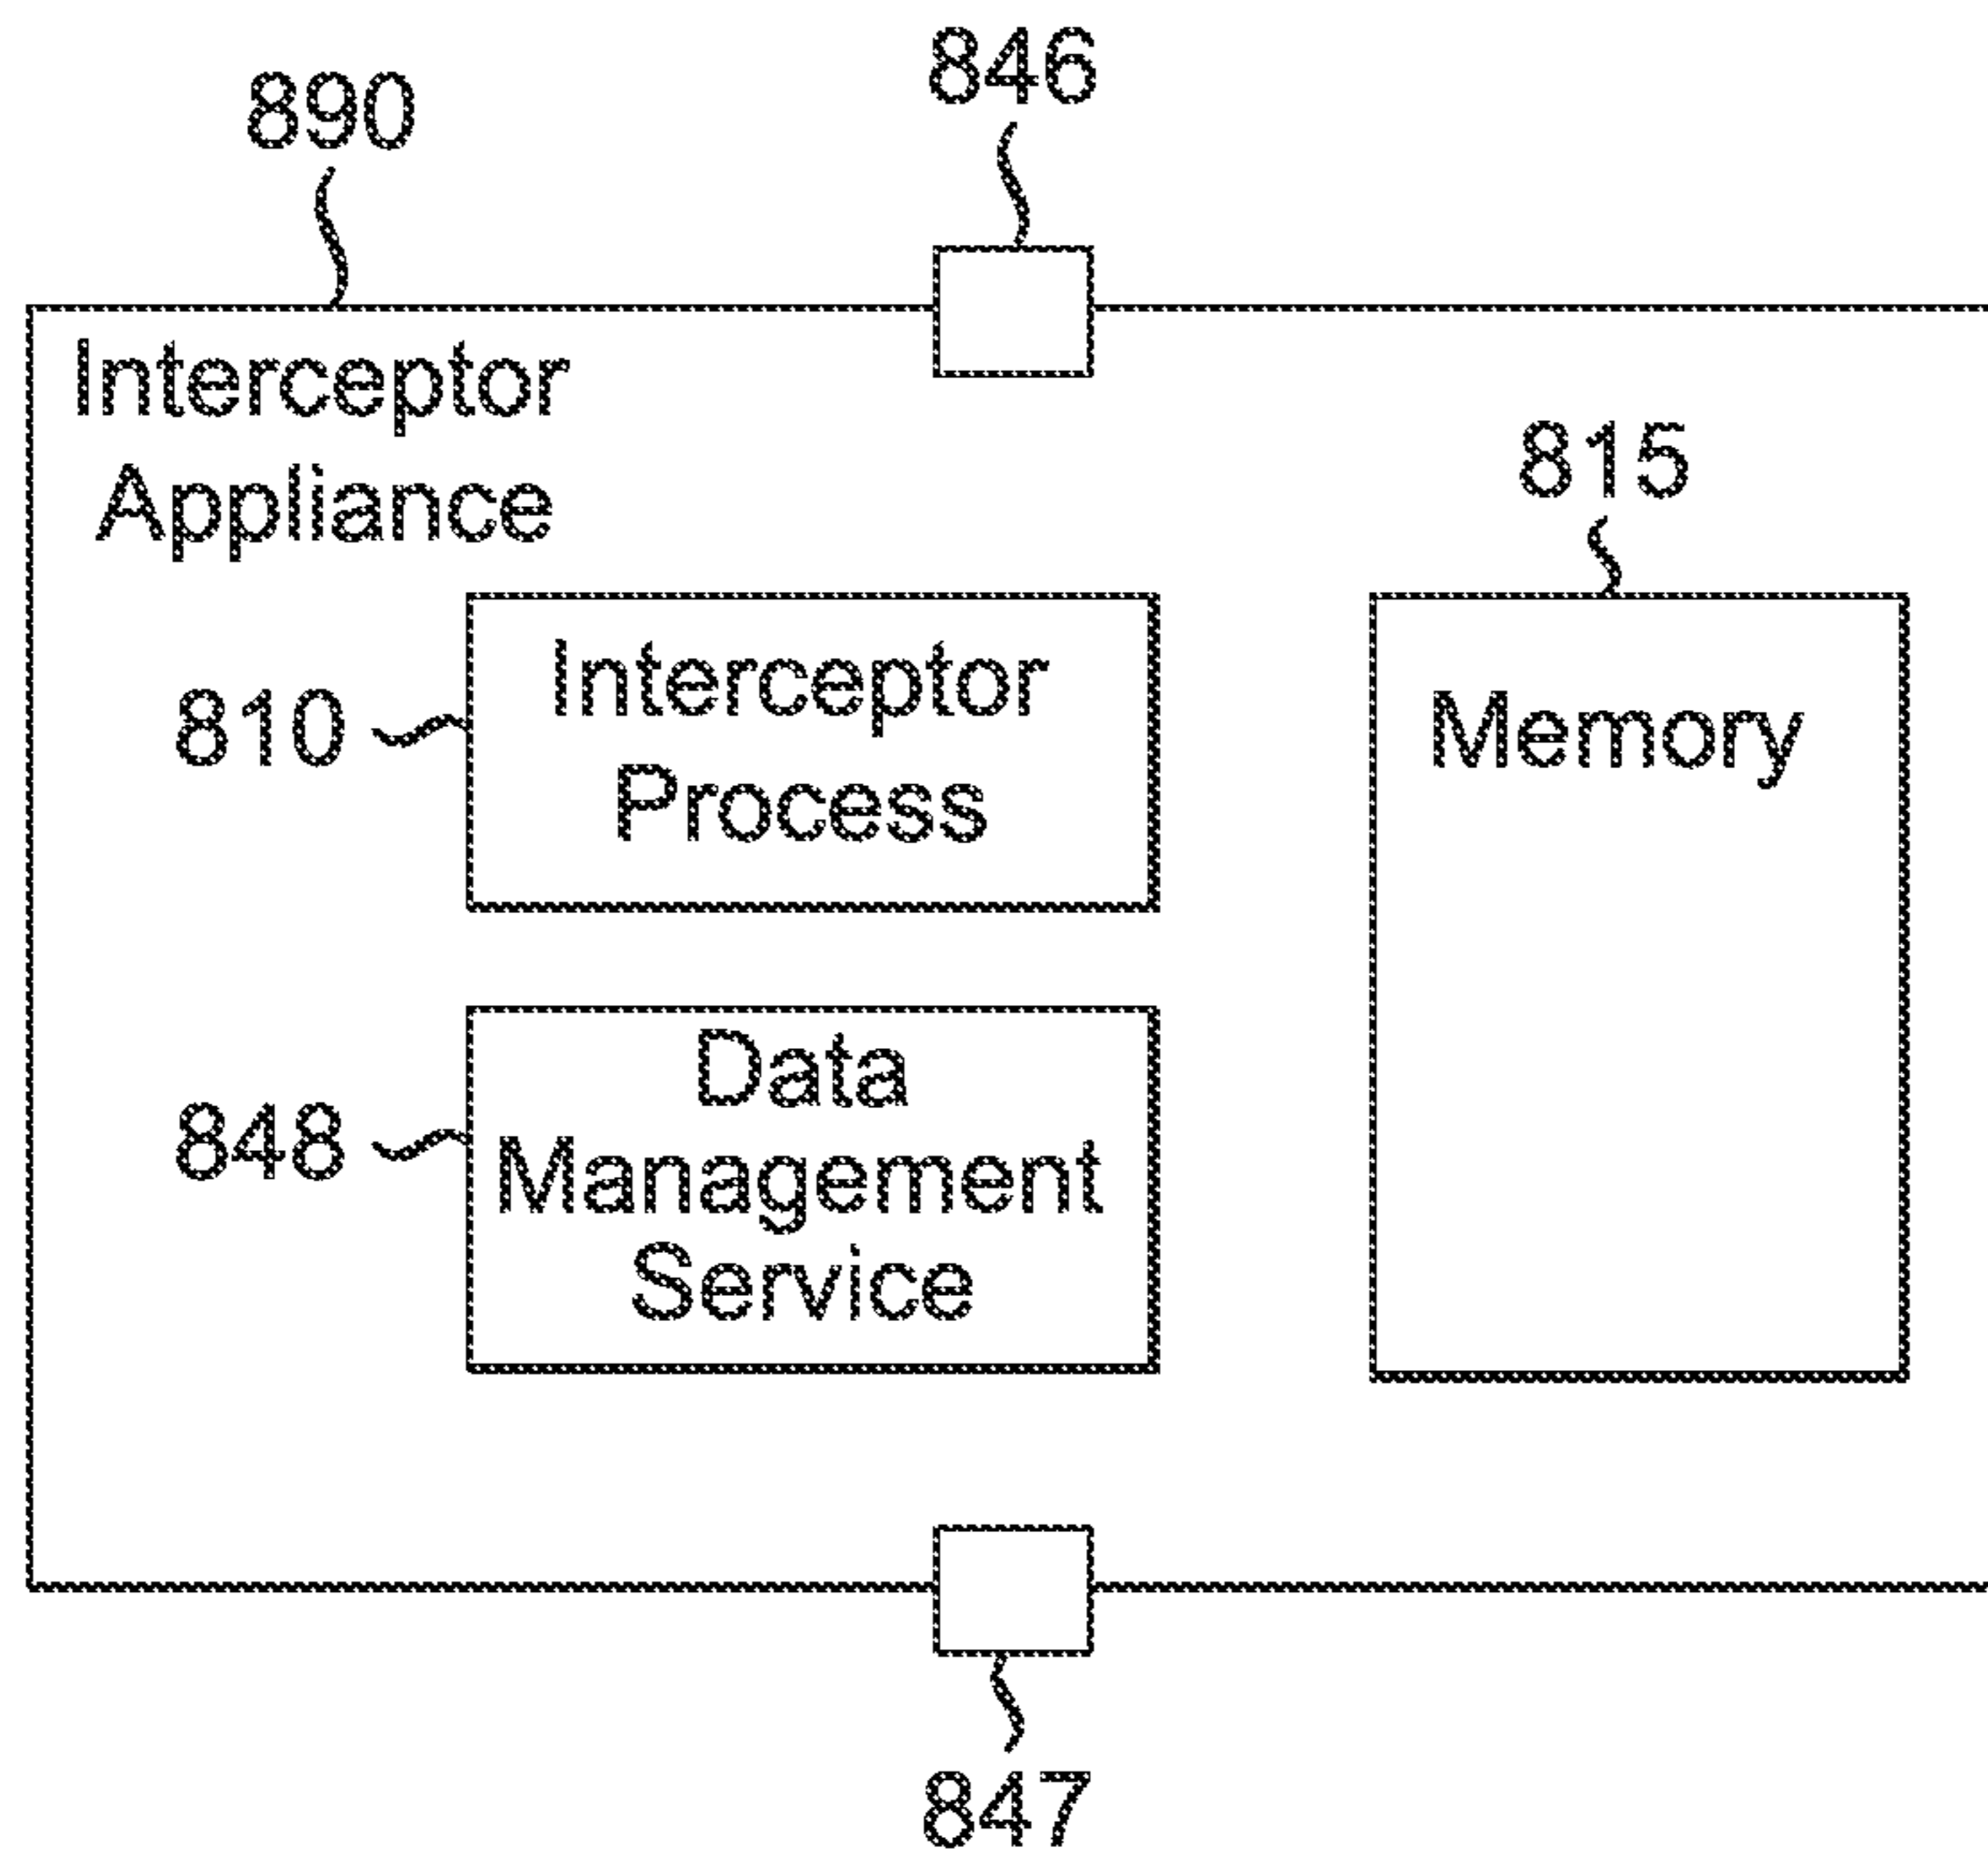 846
890
Interceptor
Appliance
815
Interceptor
Process
Memory
810
Data
Management
Service
848
847